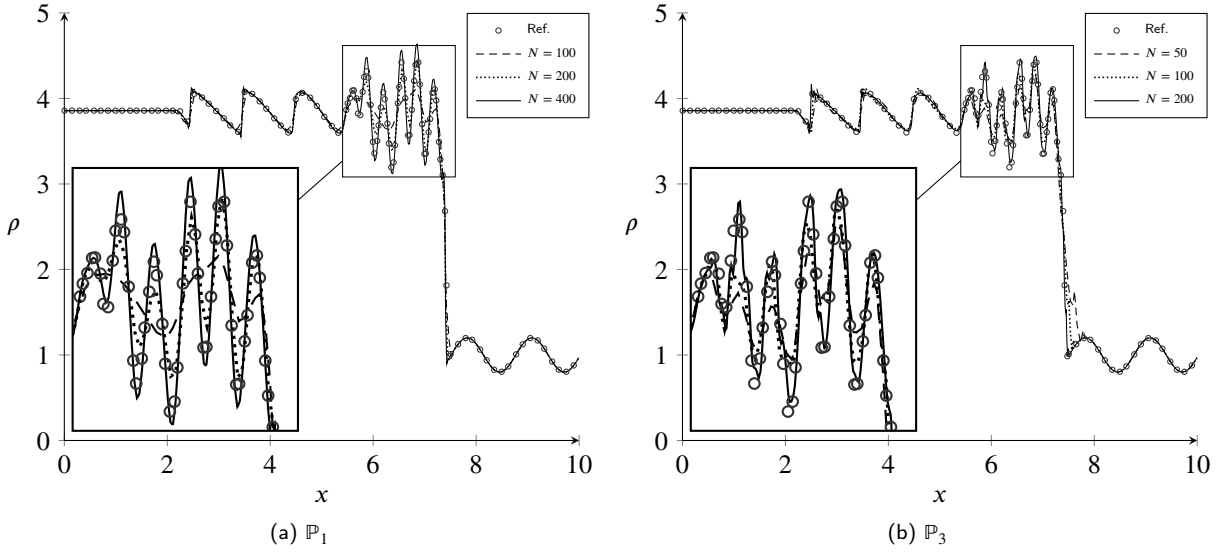 5
4
3
2
1
0
ρ
0 2 4 6 8 10
x
Ref.
N = 100
N = 200
N = 400
(a) ℙ₁
5
4
3
2
1
0
ρ
0 2 4 6 8 10
x
Ref.
N = 50
N = 100
N = 200
(b) ℙ₃